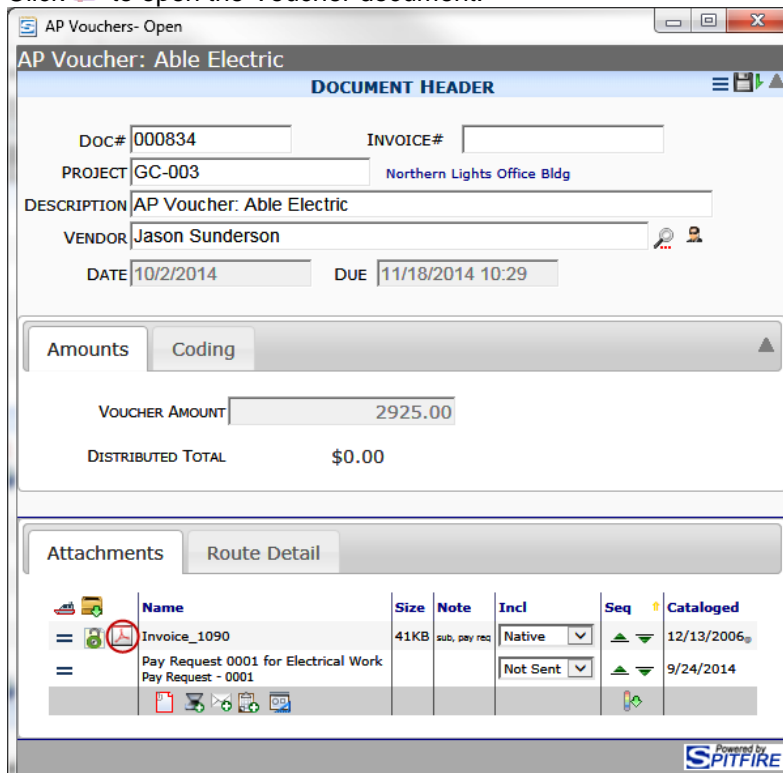 AP Vouchers- Open
AP Voucher: Able Electric
DOCUMENT HEADER
DOC# 000834 INVOICE#
PROJECT GC-003 Northern Lights Office Bldg
DESCRIPTION AP Voucher: Able Electric
VENDOR Jason Sunderson
DATE 10/2/2014 DUE 11/18/2014 10:29
Amounts Coding
VOUCHER AMOUNT 2925.00
DISTRIBUTED TOTAL $0.00
Attachments Route Detail
Name Size Note Incl Seq Cataloged
Invoice_1090 41KB sub, pay req Native 12/13/2006
Pay Request 0001 for Electrical Work
Pay Request - 0001 Not Sent 9/24/2014
Powered by
SPITFIRE